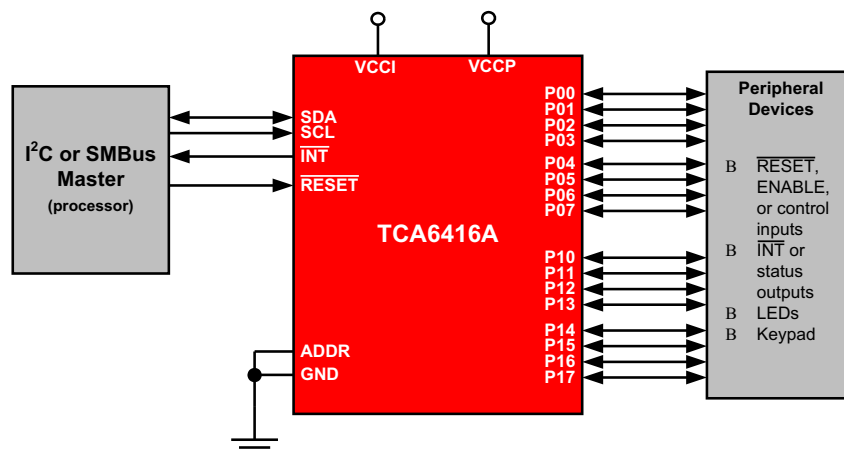 VCCI
VCCP
I²C or SMBus
Master
(processor)
SDA
SCL
INT
RESET
TCA6416A
ADDR
GND
P00
P01
P02
P03
P04
P05
P06
P07
P10
P11
P12
P13
P14
P15
P16
P17
Peripheral
Devices
B RESET,
ENABLE,
or control
inputs
B INT or
status
outputs
B LEDs
B Keypad